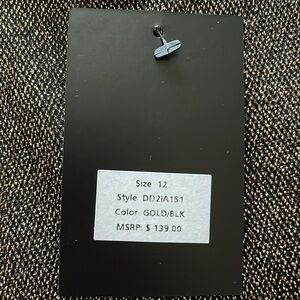 Size 12
Style DD2IA151
Color GOLD/BLK
MSRP: $ 139.00